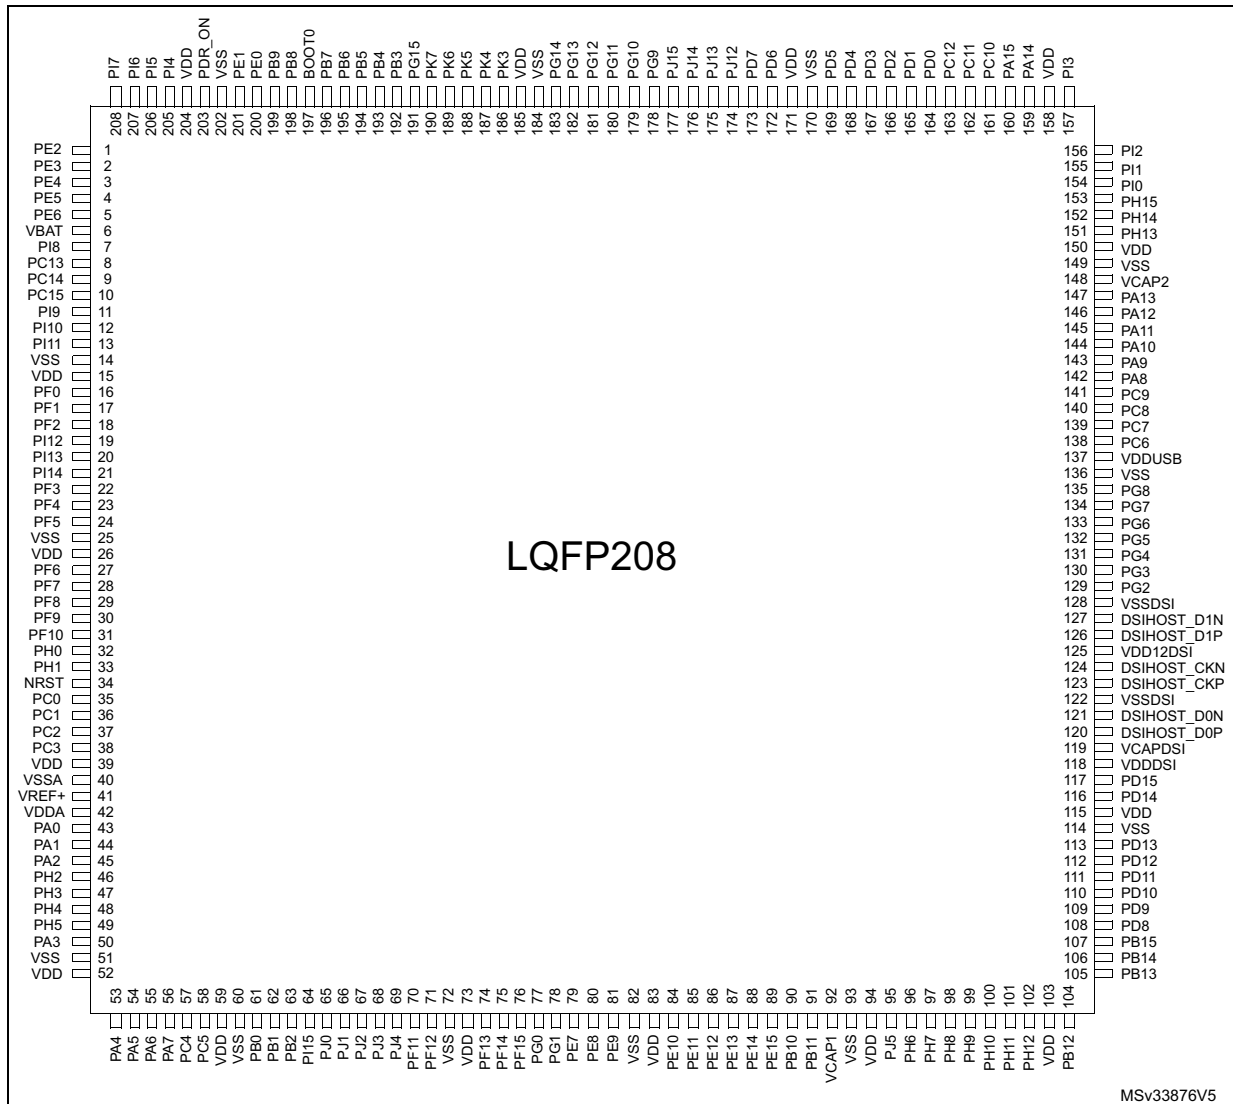 PI7 PI6 PI5 PI4 VDD PDR_ON VSS PE1 PE0 PB9 PB8 BOOT0 PB7 PB6 PB5 PB4 PB3 PG15 PK7 PK6 PK5 PK4 PK3 VDD VSS PG14 PG13 PG12 PG11 PG10 PG9 PJ15 PJ14 PJ13 PJ12 PD7 PD6 VDD VSS PD5 PD4 PD3 PD2 PD1 PD0 PC12 PC11 PC10 PA15 PA14 VDD PI3
208 207 206 205 204 203 202 201 200 199 198 197 196 195 194 193 192 191 190 189 188 187 186 185 184 183 182 181 180 179 178 177 176 175 174 173 172 171 170 169 168 167 166 165 164 163 162 161 160 159 158 157
PE2 1 156 PI2
PE3 2 155 PI1
PE4 3 154 PI0
PE5 4 153 PH15
PE6 5 152 PH14
VBAT 6 151 PH13
PI8 7 150 VDD
PC13 8 149 VSS
PC14 9 148 VCAP2
PC15 10 147 PA13
PI9 11 146 PA12
PI10 12 145 PA11
PI11 13 144 PA10
VSS 14 143 PA9
VDD 15 142 PA8
PF0 16 141 PC9
PF1 17 140 PC8
PF2 18 139 PC7
PI12 19 138 PC6
PI13 20 137 VDDUSB
PI14 21 136 VSS
PF3 22 135 PG8
PF4 23 134 PG7
PF5 24 133 PG6
VSS 25 132 PG5
VDD 26 131 PG4
PF6 27 130 PG3
PF7 28 129 PG2
PF8 29 128 VSSDSI
PF9 30 127 DSIHOST_D1N
PF10 31 126 DSIHOST_D1P
PH0 32 125 VDD12DSI
PH1 33 124 DSIHOST_CKN
NRST 34 123 DSIHOST_CKP
PC0 35 122 VSSDSI
PC1 36 121 DSIHOST_D0N
PC2 37 120 DSIHOST_D0P
PC3 38 119 VCAPDSI
VDD 39 118 VDDDSI
VSSA 40 117 PD15
VREF+ 41 116 PD14
VDDA 42 115 VDD
PA0 43 114 VSS
PA1 44 113 PD13
PA2 45 112 PD12
PH2 46 111 PD11
PH3 47 110 PD10
PH4 48 109 PD9
PH5 49 108 PD8
PA3 50 107 PB15
VSS 51 106 PB14
VDD 52 105 PB13
LQFP208
53 54 55 56 57 58 59 60 61 62 63 64 65 66 67 68 69 70 71 72 73 74 75 76 77 78 79 80 81 82 83 84 85 86 87 88 89 90 91 92 93 94 95 96 97 98 99 100 101 102 103 104
PA4 PA5 PA6 PA7 PC4 PC5 VDD VSS PB0 PB1 PB2 PI15 PJ0 PJ1 PJ2 PJ3 PJ4 PF11 PF12 VSS VDD PF13 PF14 PF15 PG0 PG1 PE7 PE8 PE9 VSS VDD PE10 PE11 PE12 PE13 PE14 PE15 PB10 PB11 VCAP1 VSS VDD PJ5 PH6 PH7 PH8 PH9 PH10 PH11 PH12 VDD PB12
MSv33876V5